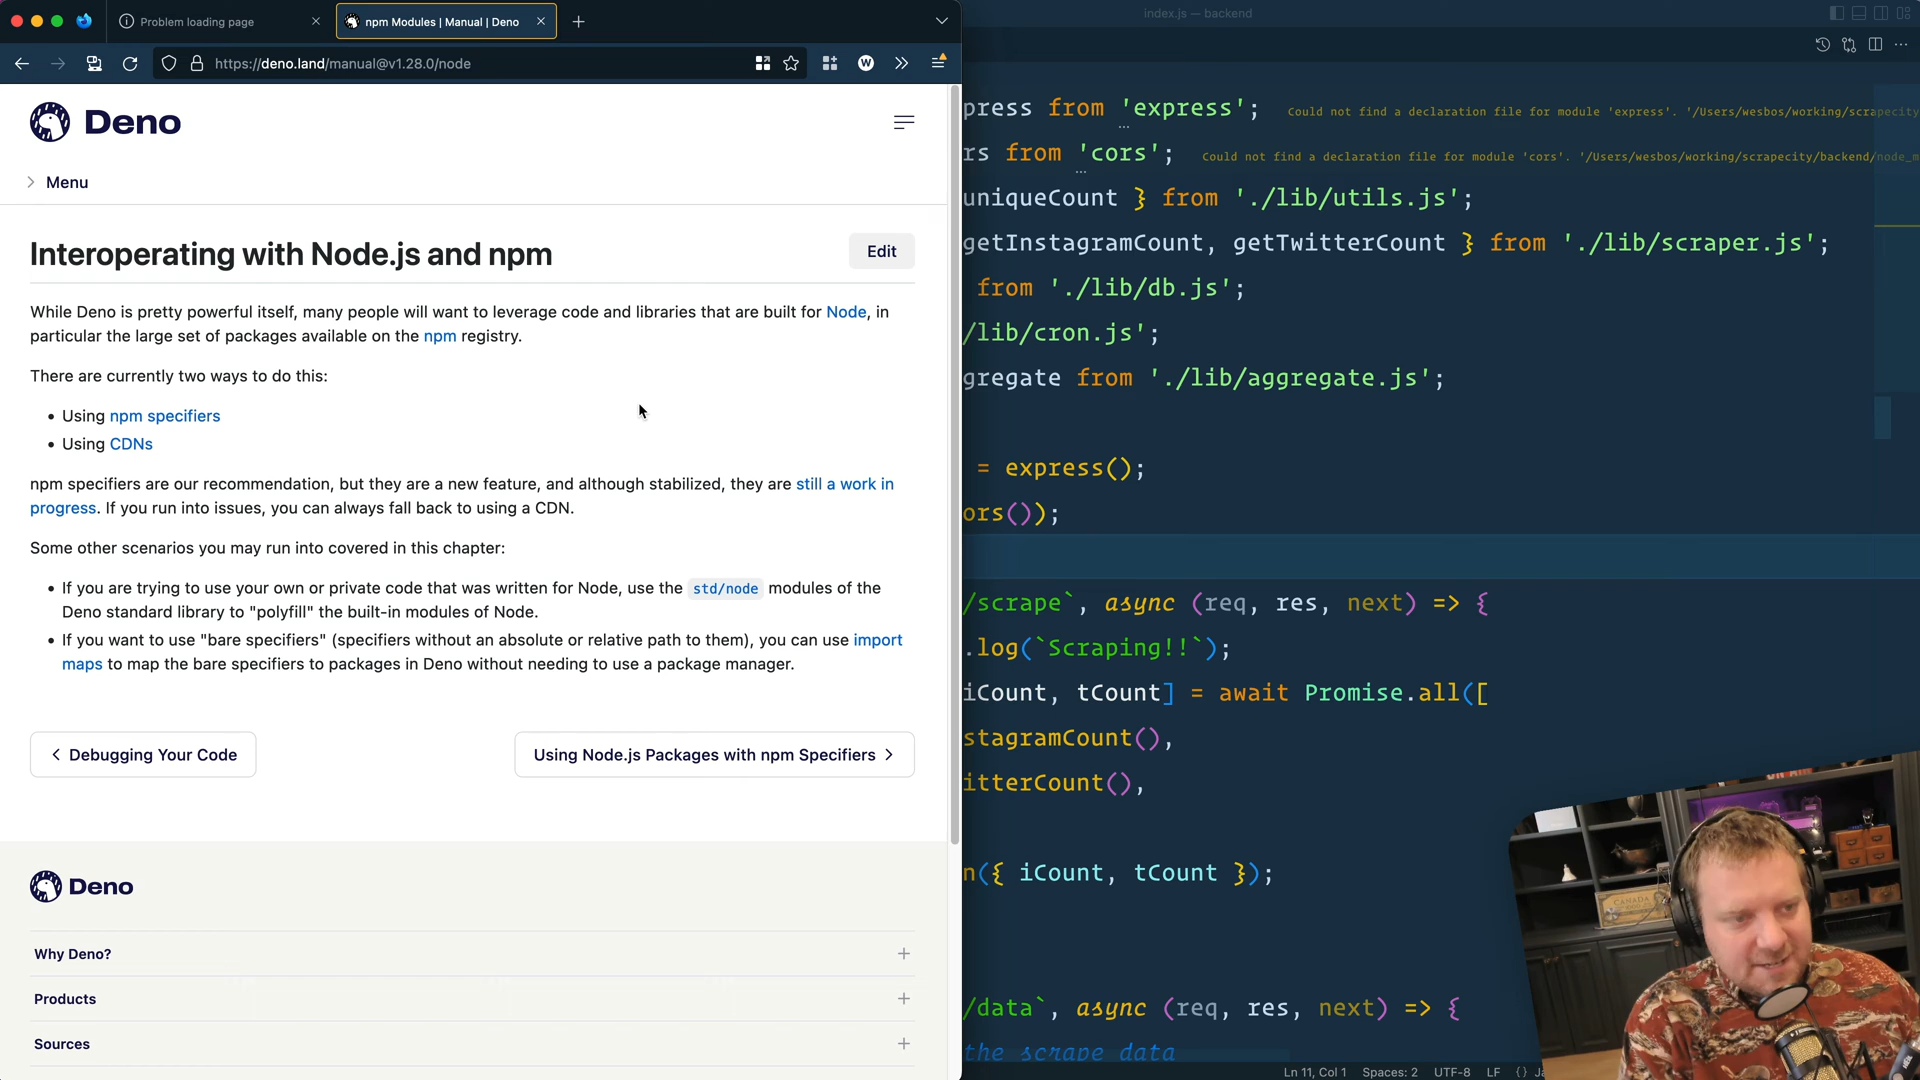 Problem loading page
npm Modules | Manual | Deno
https://deno.land/manual@v1.28.0/node
W
Deno
Menu
Interoperating with Node.js and npm
Edit
While Deno is pretty powerful itself, many people will want to leverage code and libraries that are built for Node, in
particular the large set of packages available on the npm registry.
There are currently two ways to do this:
• Using npm specifiers
• Using CDNs
npm specifiers are our recommendation, but they are a new feature, and although stabilized, they are still a work in
progress. If you run into issues, you can always fall back to using a CDN.
Some other scenarios you may run into covered in this chapter:
• If you are trying to use your own or private code that was written for Node, use the std/node modules of the
Deno standard library to "polyfill" the built-in modules of Node.
• If you want to use "bare specifiers" (specifiers without an absolute or relative path to them), you can use import
maps to map the bare specifiers to packages in Deno without needing to use a package manager.
Debugging Your Code
Using Node.js Packages with npm Specifiers
Deno
Why Deno?
Products
Sources
index.js — backend
press from 'express'; Could not find a declaration file for module 'express'. '/Users/wesbos/working/scrapecity
rs from 'cors'; Could not find a declaration file for module 'cors'. '/Users/wesbos/working/scrapecity/backend/node_m
uniqueCount } from './lib/utils.js';
getInstagramCount, getTwitterCount } from './lib/scraper.js';
from './lib/db.js';
/lib/cron.js';
gregate from './lib/aggregate.js';
= express();
ors());
/scrape`, async (req, res, next) => {
.log(`Scraping!!`);
iCount, tCount] = await Promise.all([
stagramCount(),
itterCount(),
n({ iCount, tCount });
/data`, async (req, res, next) => {
the scrape data
Ln 11, Col 1 Spaces: 2 UTF-8 LF {} Ja
CANADA